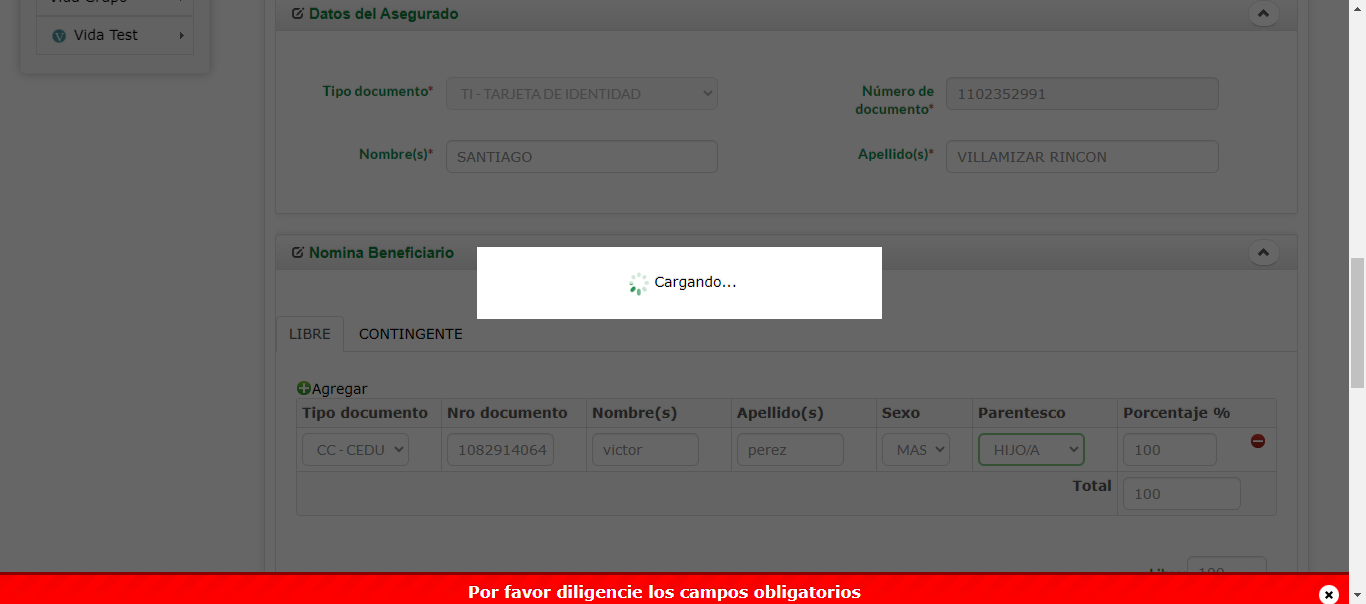 Vida Grupo
Vida Test
Datos del Asegurado
Tipo documento*
TI - TARJETA DE IDENTIDAD
Número de
documento*
1102352991
Nombre(s)*
SANTIAGO
Apellido(s)*
VILLAMIZAR RINCON
Nomina Beneficiario
Cargando...
LIBRE
CONTINGENTE
Agregar
Tipo documento Nro documento Nombre(s) Apellido(s) Sexo Parentesco Porcentaje %
CC - CEDU 1082914064 victor perez MAS HIJO/A 100
Total 100
Libre 100
Por favor diligencie los campos obligatorios